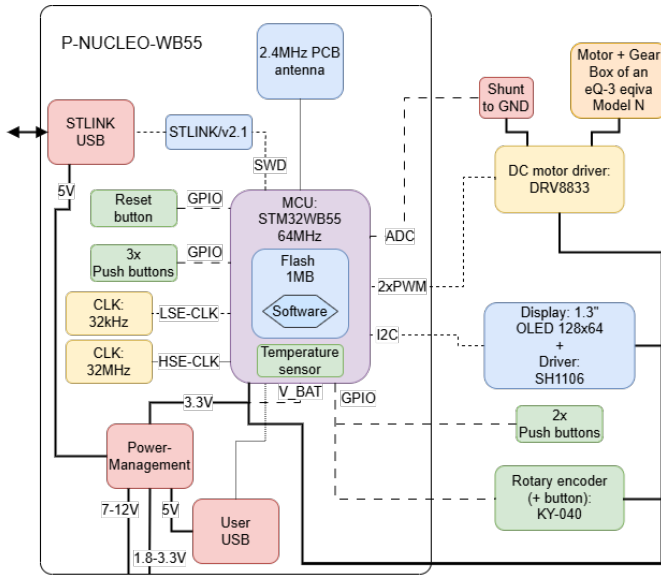 P-NUCLEO-WB55
2.4MHz PCB
antenna
Motor + Gear
Box of an
eQ-3 eqiva
Model N
Shunt
to GND
STLINK
USB
STLINK/v2.1
SWD
5V
DC motor driver:
DRV8833
Reset
button
GPIO
MCU:
STM32WB55
64MHz
ADC
3x
Push buttons
GPIO
Flash
1MB
Software
2xPWM
CLK:
32kHz
LSE-CLK
I2C
Display: 1.3"
OLED 128x64
+
Driver:
SH1106
CLK:
32MHz
HSE-CLK
Temperature
sensor
V_BAT
GPIO
3.3V
2x
Push buttons
Power-
Management
7-12V
5V
1.8-3.3V
User
USB
Rotary encoder
(+ button):
KY-040